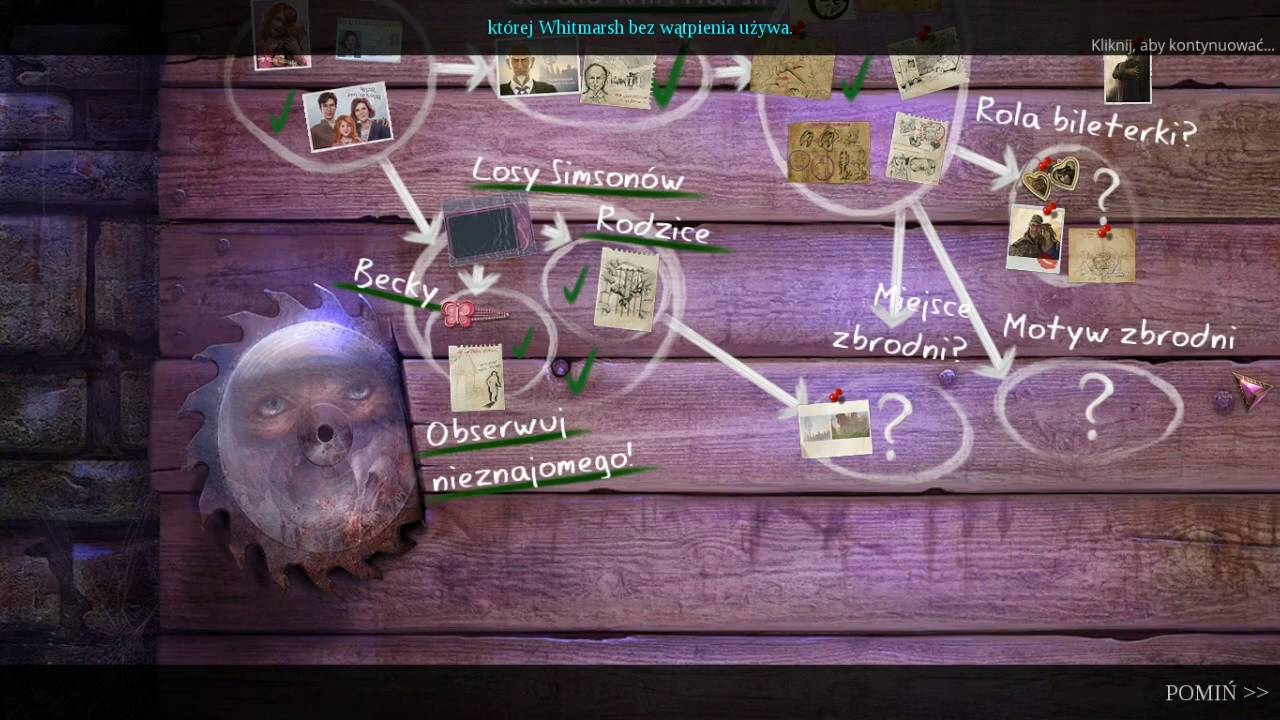 której Whitmarsh bez wątpienia używa.
Kliknij, aby kontynuować...
Rola bileterki?
?
Losy Simsonów
Rodzice
Becky
Miejsce
zbrodni?
?
Motyw zbrodni
?
Obserwuj
nieznajomego!
POMIŃ >>